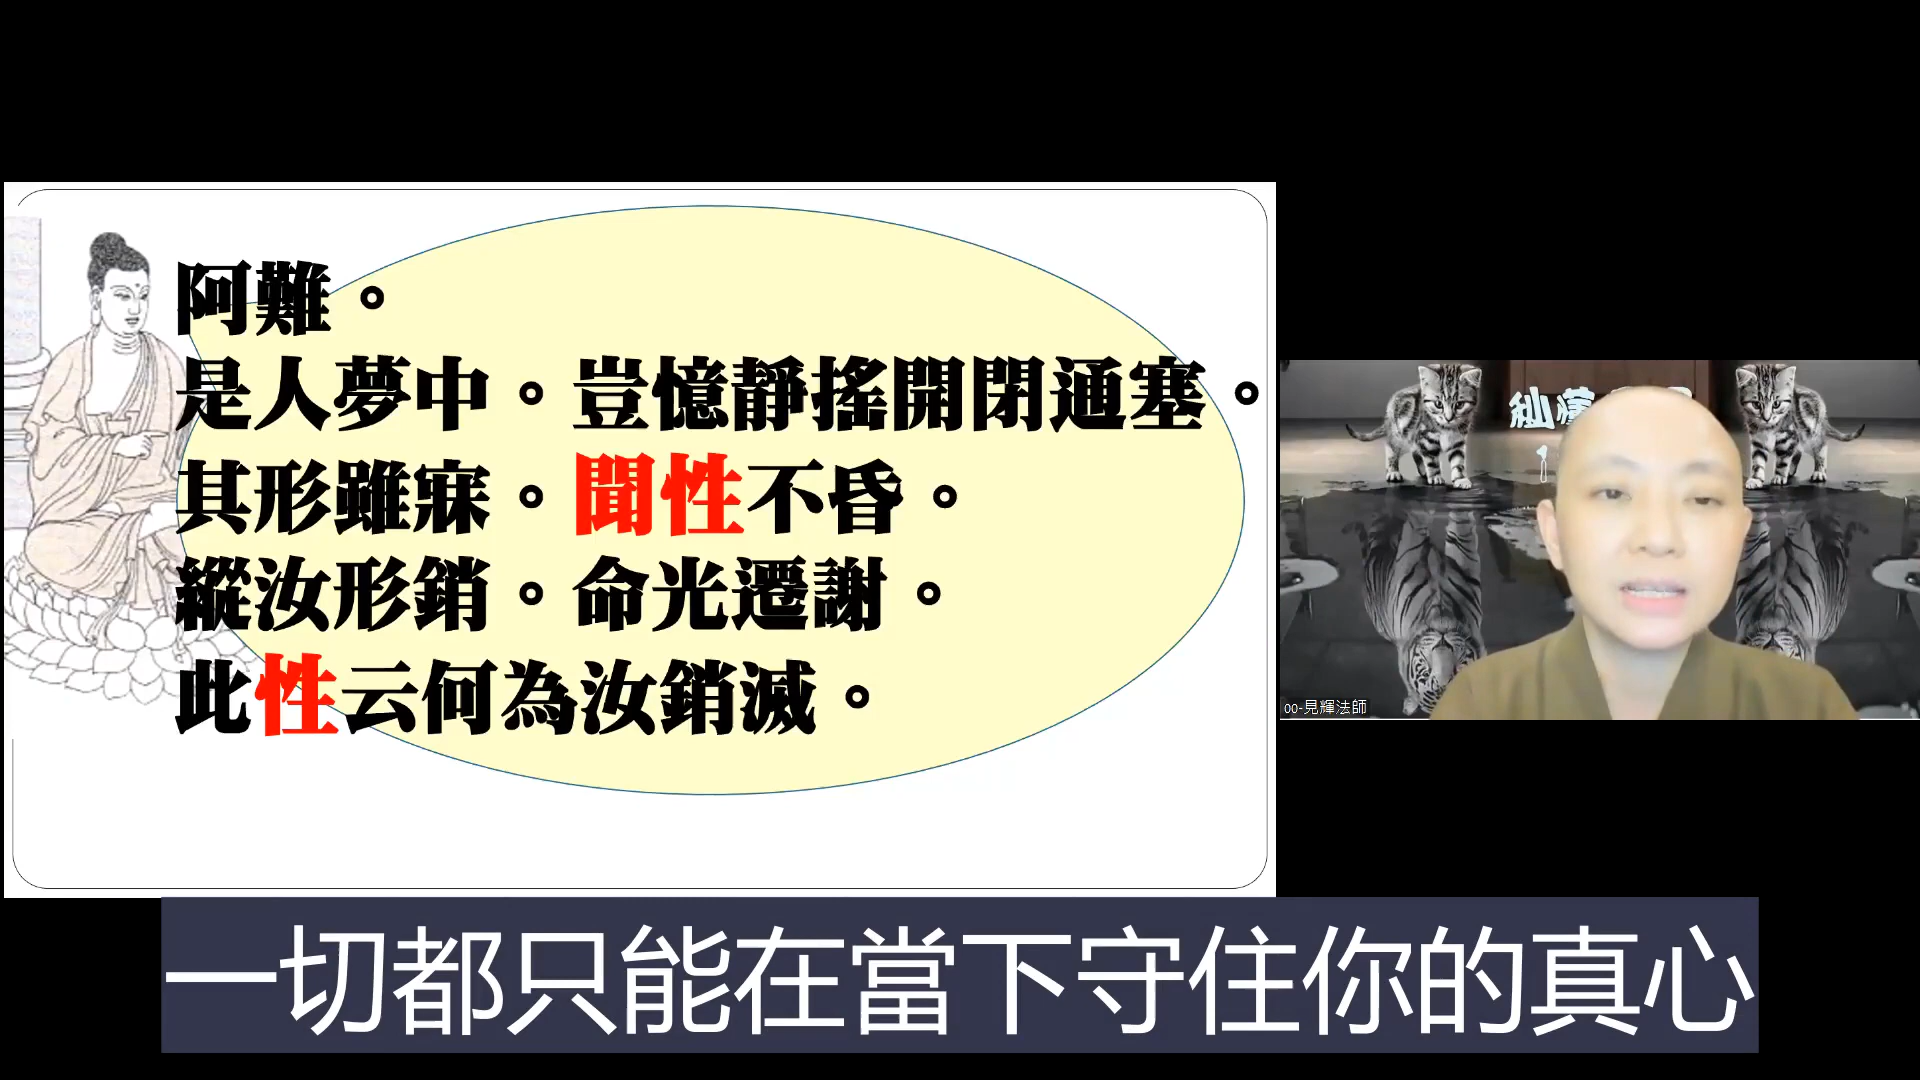 阿難。
是人夢中。豈憶靜搖開閉通塞。
其形雖寐。聞性不昏。
縱汝形銷。命光遷謝。
此性云何為汝銷滅。
oo-見輝法師
一切都只能在當下守住你的真心